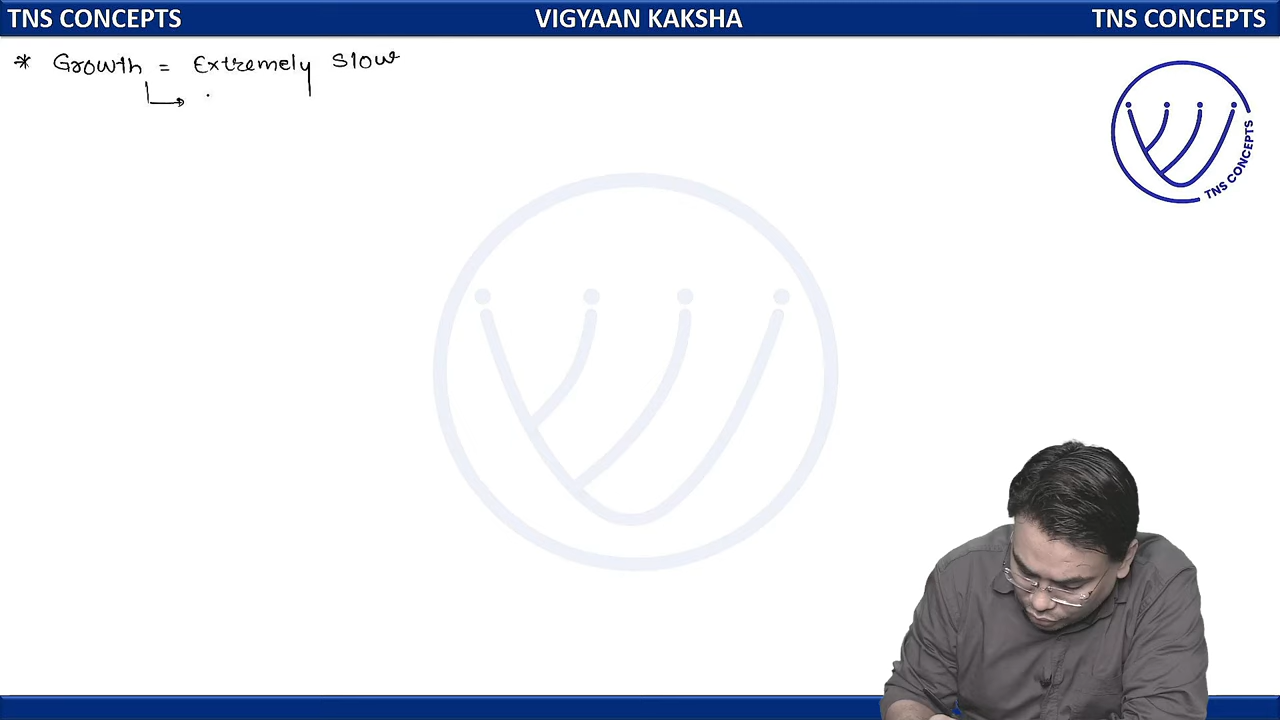 TNS CONCEPTS VIGYAAN KAKSHA TNS CONCEPTS
* Growth = Extremely Slow
TNS CONCEPTS